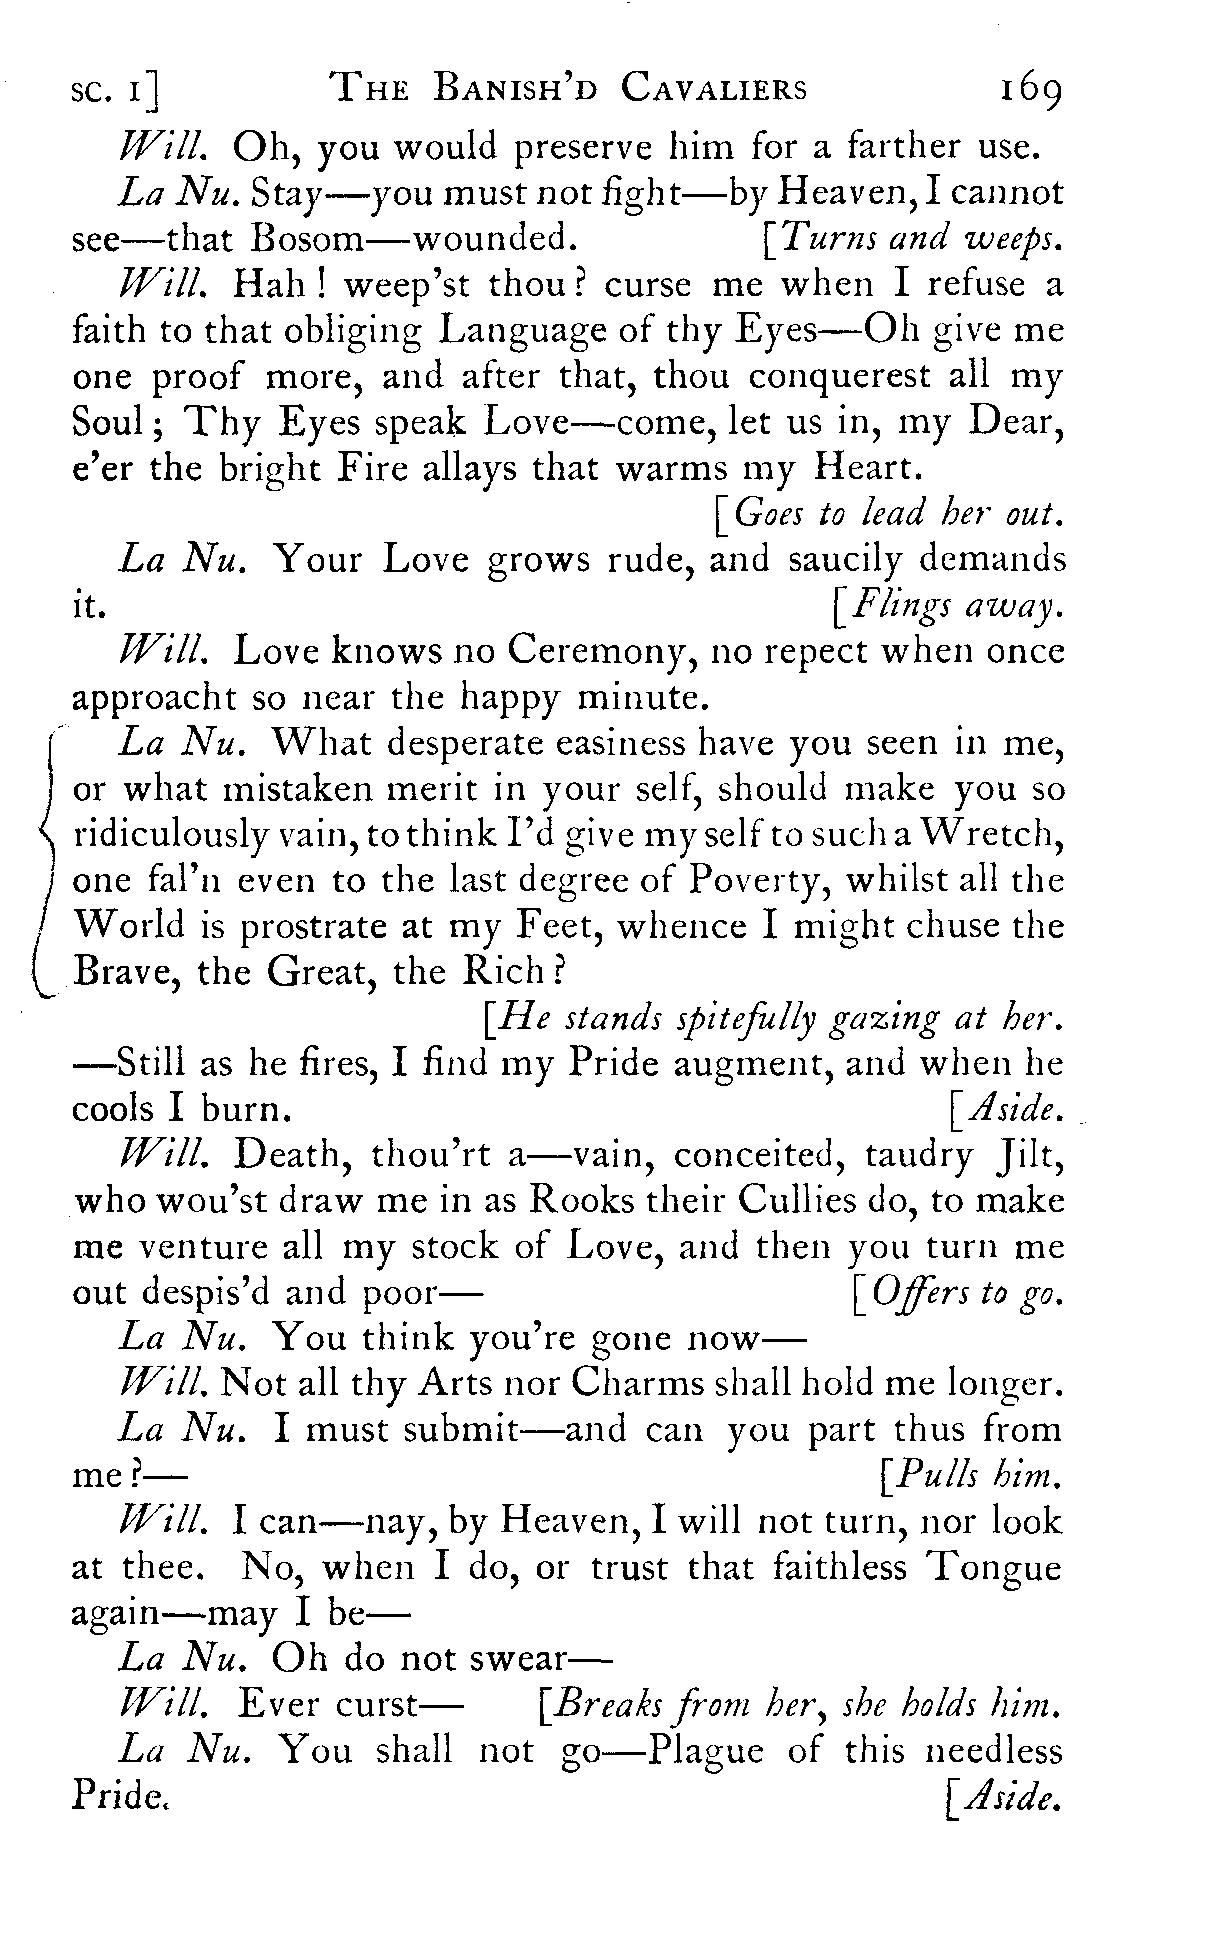 SC. I] THE BANISH'D CAVALIERS 169
Will. Oh, you would preserve him for a farther use.
La Nu. Stay—you must not fight—by Heaven, I cannot
see—that Bosom—wounded. [Turns and weeps.
Will. Hah! weep'st thou? curse me when I refuse a
faith to that obliging Language of thy Eyes—Oh give me
one proof more, and after that, thou conquerest all my
Soul; Thy Eyes speak Love—come, let us in, my Dear,
e'er the bright Fire allays that warms my Heart.
[Goes to lead her out.
La Nu. Your Love grows rude, and saucily demands
it. [Flings away.
Will. Love knows no Ceremony, no repect when once
approacht so near the happy minute.
La Nu. What desperate easiness have you seen in me,
or what mistaken merit in your self, should make you so
ridiculously vain, to think I'd give my self to such a Wretch,
one fal'n even to the last degree of Poverty, whilst all the
World is prostrate at my Feet, whence I might chuse the
Brave, the Great, the Rich?
[He stands spitefully gazing at her.
—Still as he fires, I find my Pride augment, and when he
cools I burn. [Aside.
Will. Death, thou'rt a—vain, conceited, taudry Jilt,
who wou'st draw me in as Rooks their Cullies do, to make
me venture all my stock of Love, and then you turn me
out despis'd and poor— [Offers to go.
La Nu. You think you're gone now—
Will. Not all thy Arts nor Charms shall hold me longer.
La Nu. I must submit—and can you part thus from
me?— [Pulls him.
Will. I can—nay, by Heaven, I will not turn, nor look
at thee. No, when I do, or trust that faithless Tongue
again—may I be—
La Nu. Oh do not swear—
Will. Ever curst— [Breaks from her, she holds him.
La Nu. You shall not go—Plague of this needless
Pride. [Aside.